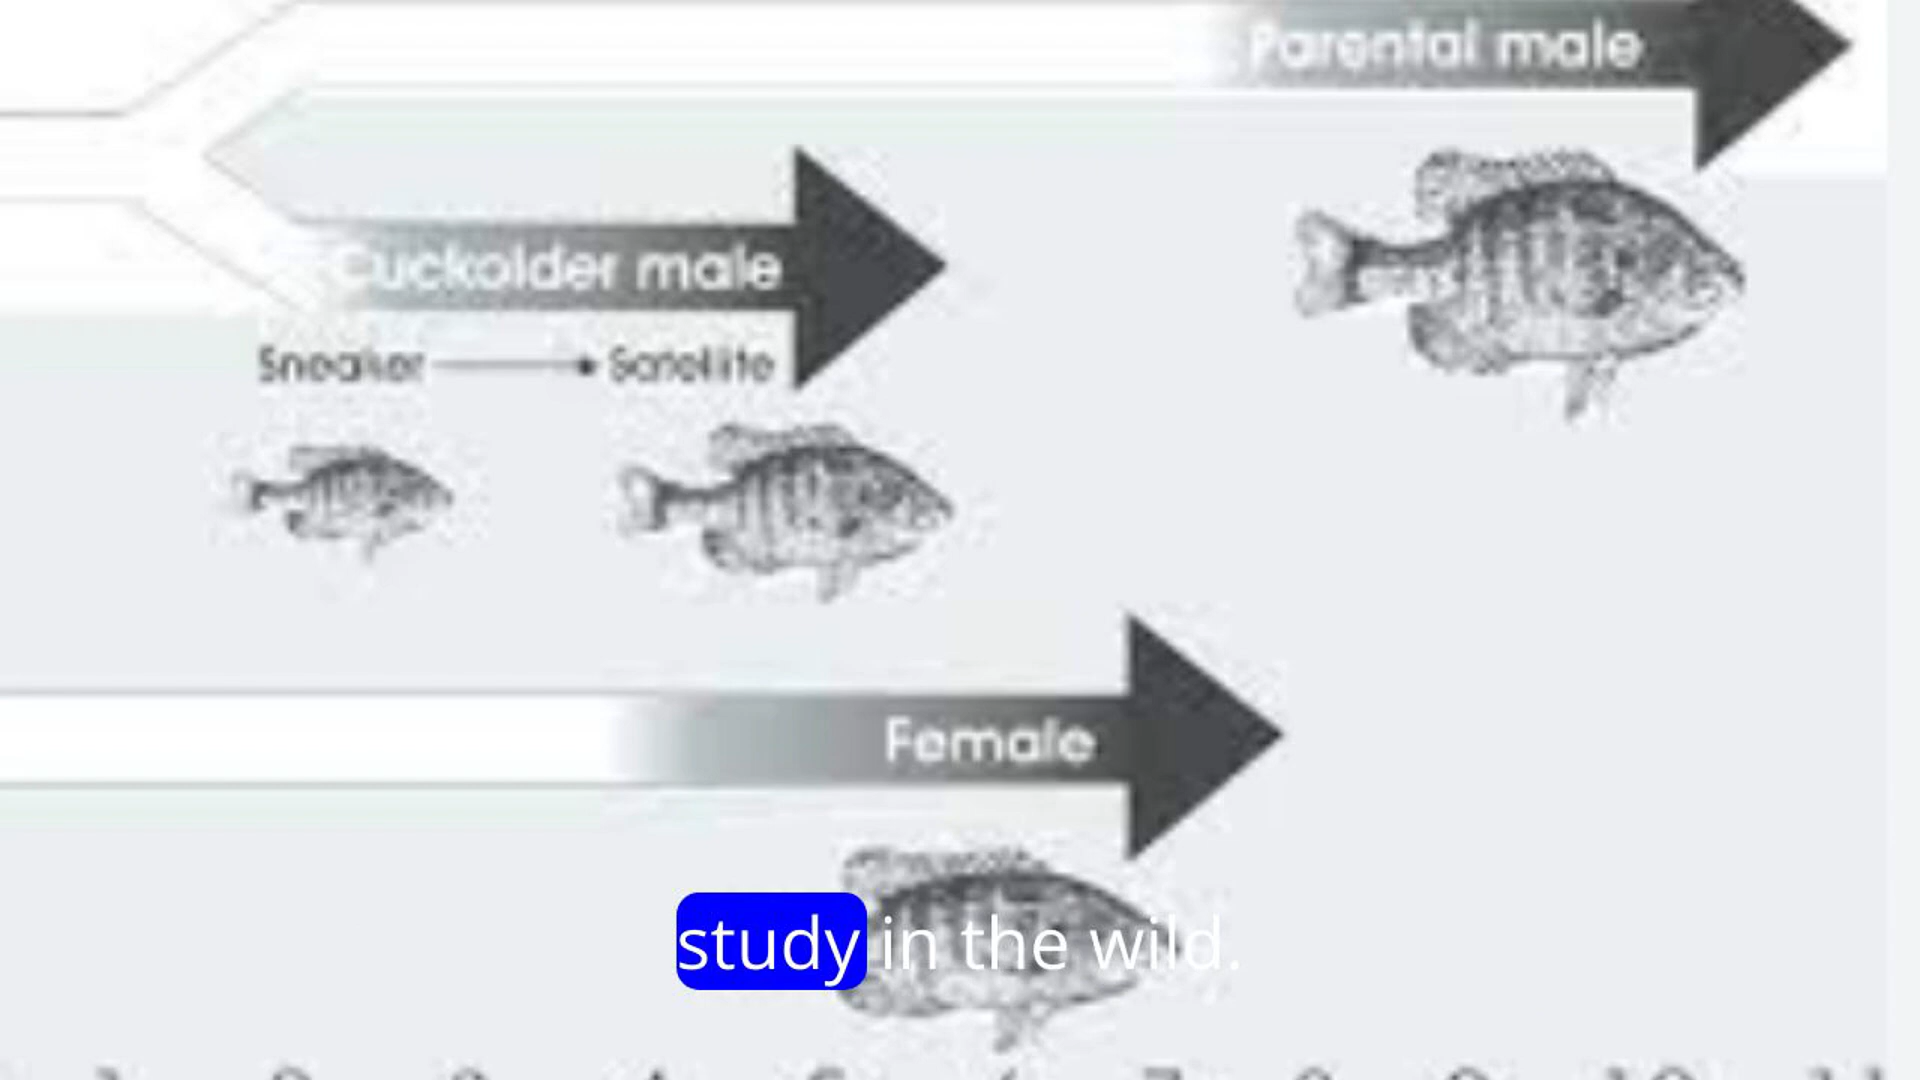 Parental male
Cuckolder male
Sneaker Satellite
Female
study in the wild.